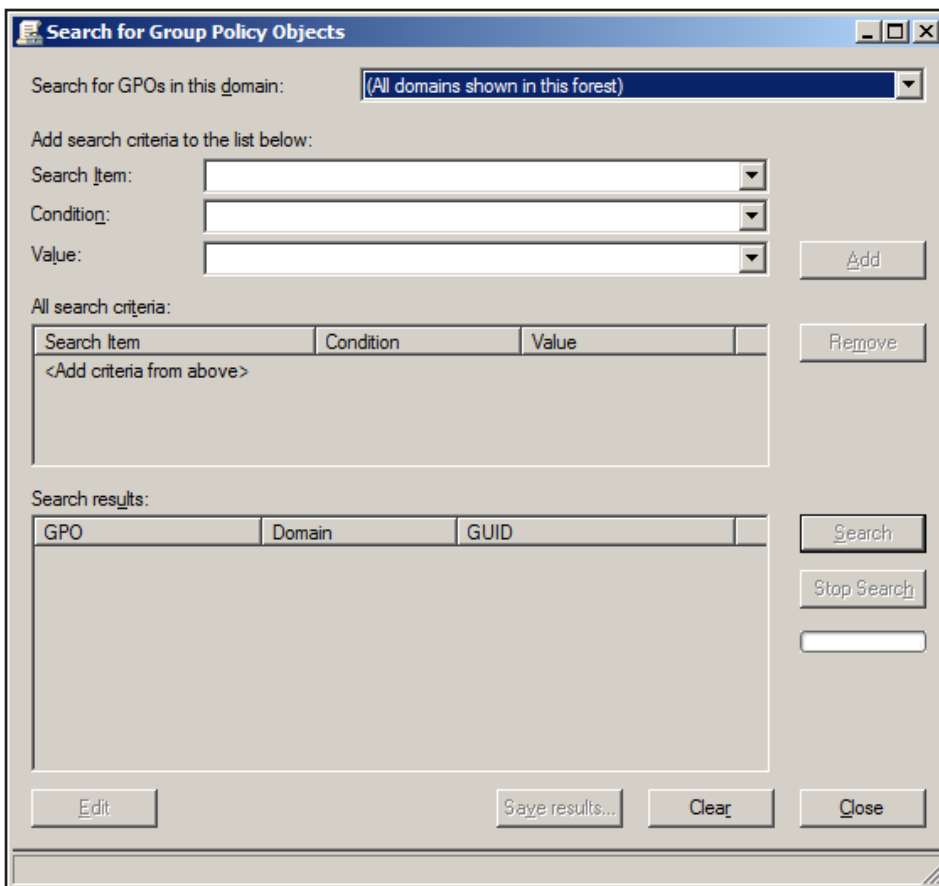 Search for Group Policy Objects
Search for GPOs in this domain: (All domains shown in this forest)
Add search criteria to the list below:
Search Item:
Condition:
Value: Add
All search criteria:
Search Item Condition Value Remove
<Add criteria from above>
Search results:
GPO Domain GUID Search
Stop Search
Edit Save results... Clear Close